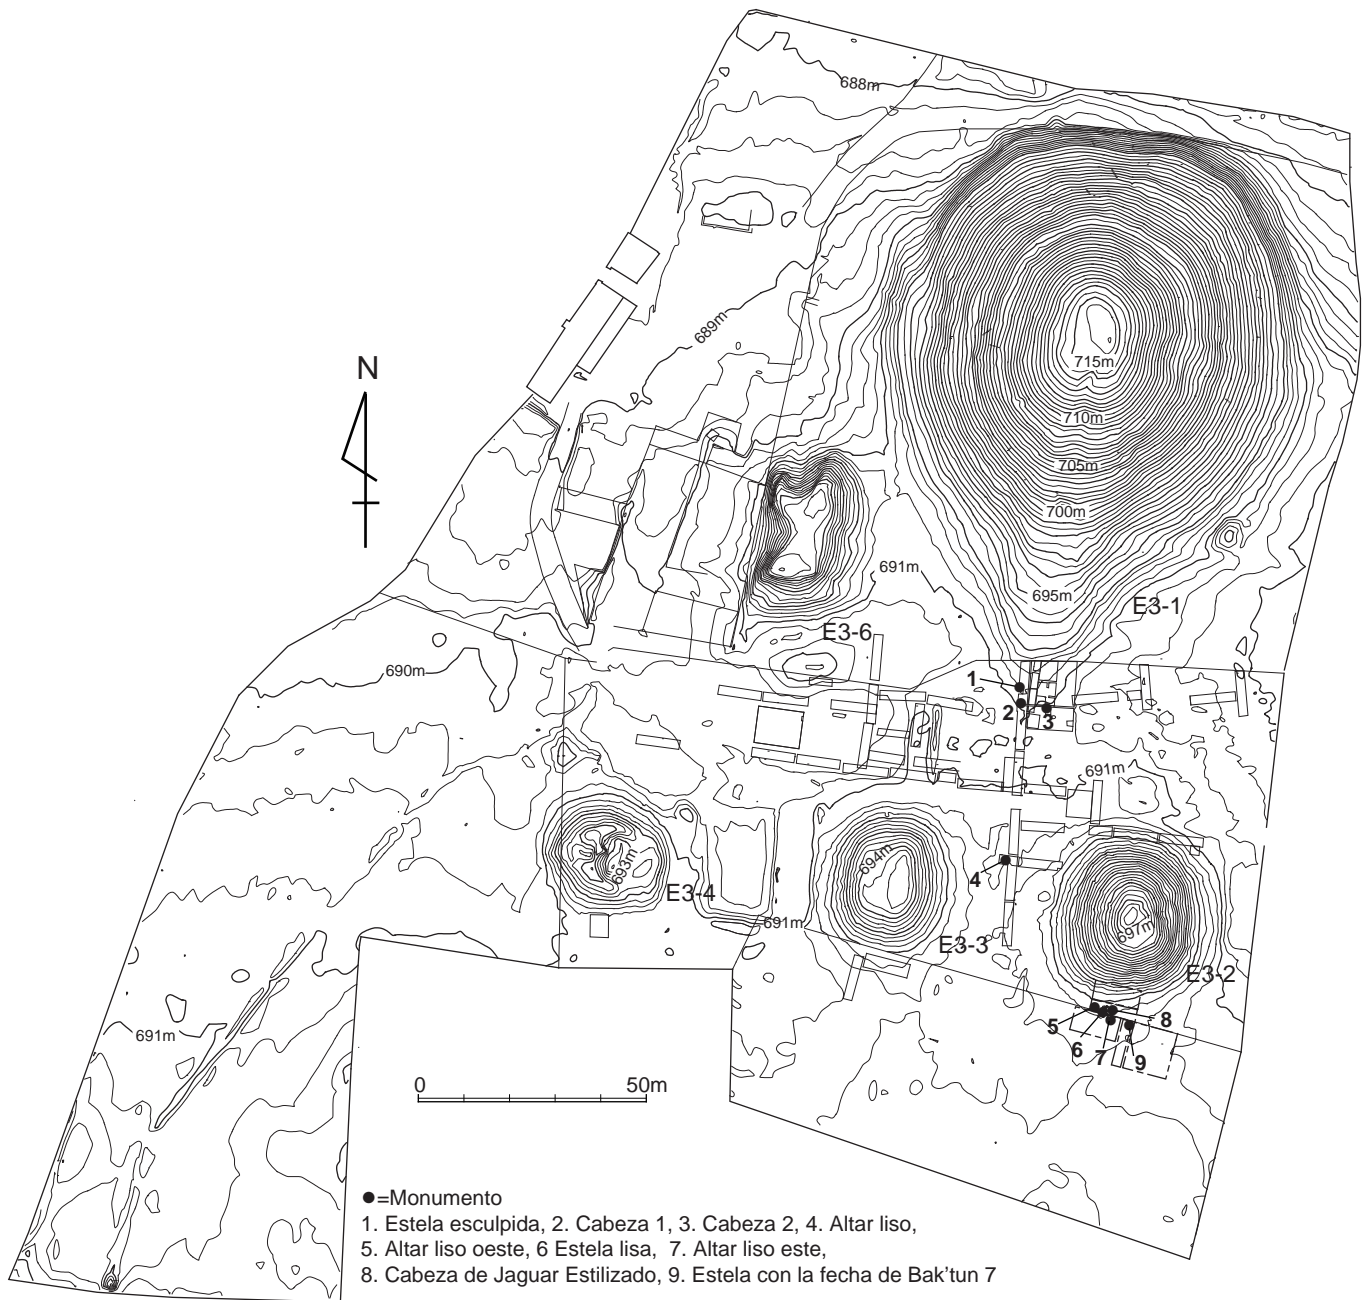 688m
689m
N
715m
710m
705m
700m
691m
695m
E3-1
E3-6
690m
1
2
3
691m
694m
693m
4
E3-4
691m
697m
E3-3
E3-2
5
8
691m
6
7
9
0 50m
●=Monumento
1. Estela esculpida, 2. Cabeza 1, 3. Cabeza 2, 4. Altar liso,
5. Altar liso oeste, 6 Estela lisa, 7. Altar liso este,
8. Cabeza de Jaguar Estilizado, 9. Estela con la fecha de Bak'tun 7